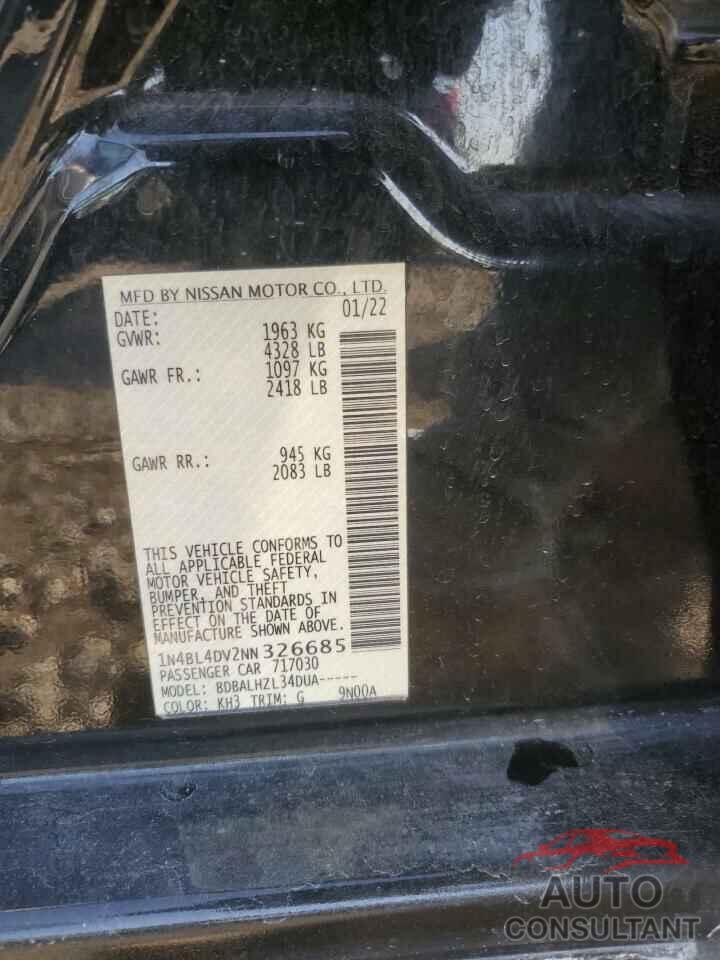 MFD BY NISSAN MOTOR CO., LTD.
DATE: 01/22
GVWR: 1963 KG
4328 LB
GAWR FR.: 1097 KG
2418 LB
GAWR RR.: 945 KG
2083 LB
THIS VEHICLE CONFORMS TO
ALL APPLICABLE FEDERAL
MOTOR VEHICLE SAFETY,
BUMPER, AND THEFT
PREVENTION STANDARDS IN
EFFECT ON THE DATE OF
MANUFACTURE SHOWN ABOVE.
1N4BL4DV2NN326685
PASSENGER CAR 717030
MODEL: BDBALHZL34DUA-----
COLOR: KH3 TRIM: G 9N00A
AUTO
CONSULTANT